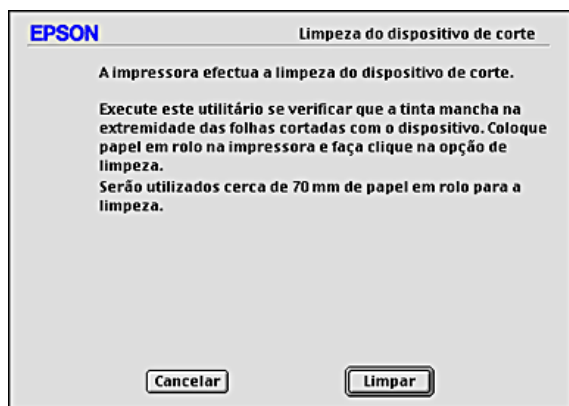 EPSON
Limpeza do dispositivo de corte
A impressora efectua a limpeza do dispositivo de corte.
Execute este utilitário se verificar que a tinta mancha na
extremidade das folhas cortadas com o dispositivo. Coloque
papel em rolo na impressora e faça clique na opção de
limpeza.
Serão utilizados cerca de 70 mm de papel em rolo para a
limpeza.
Cancelar
Limpar